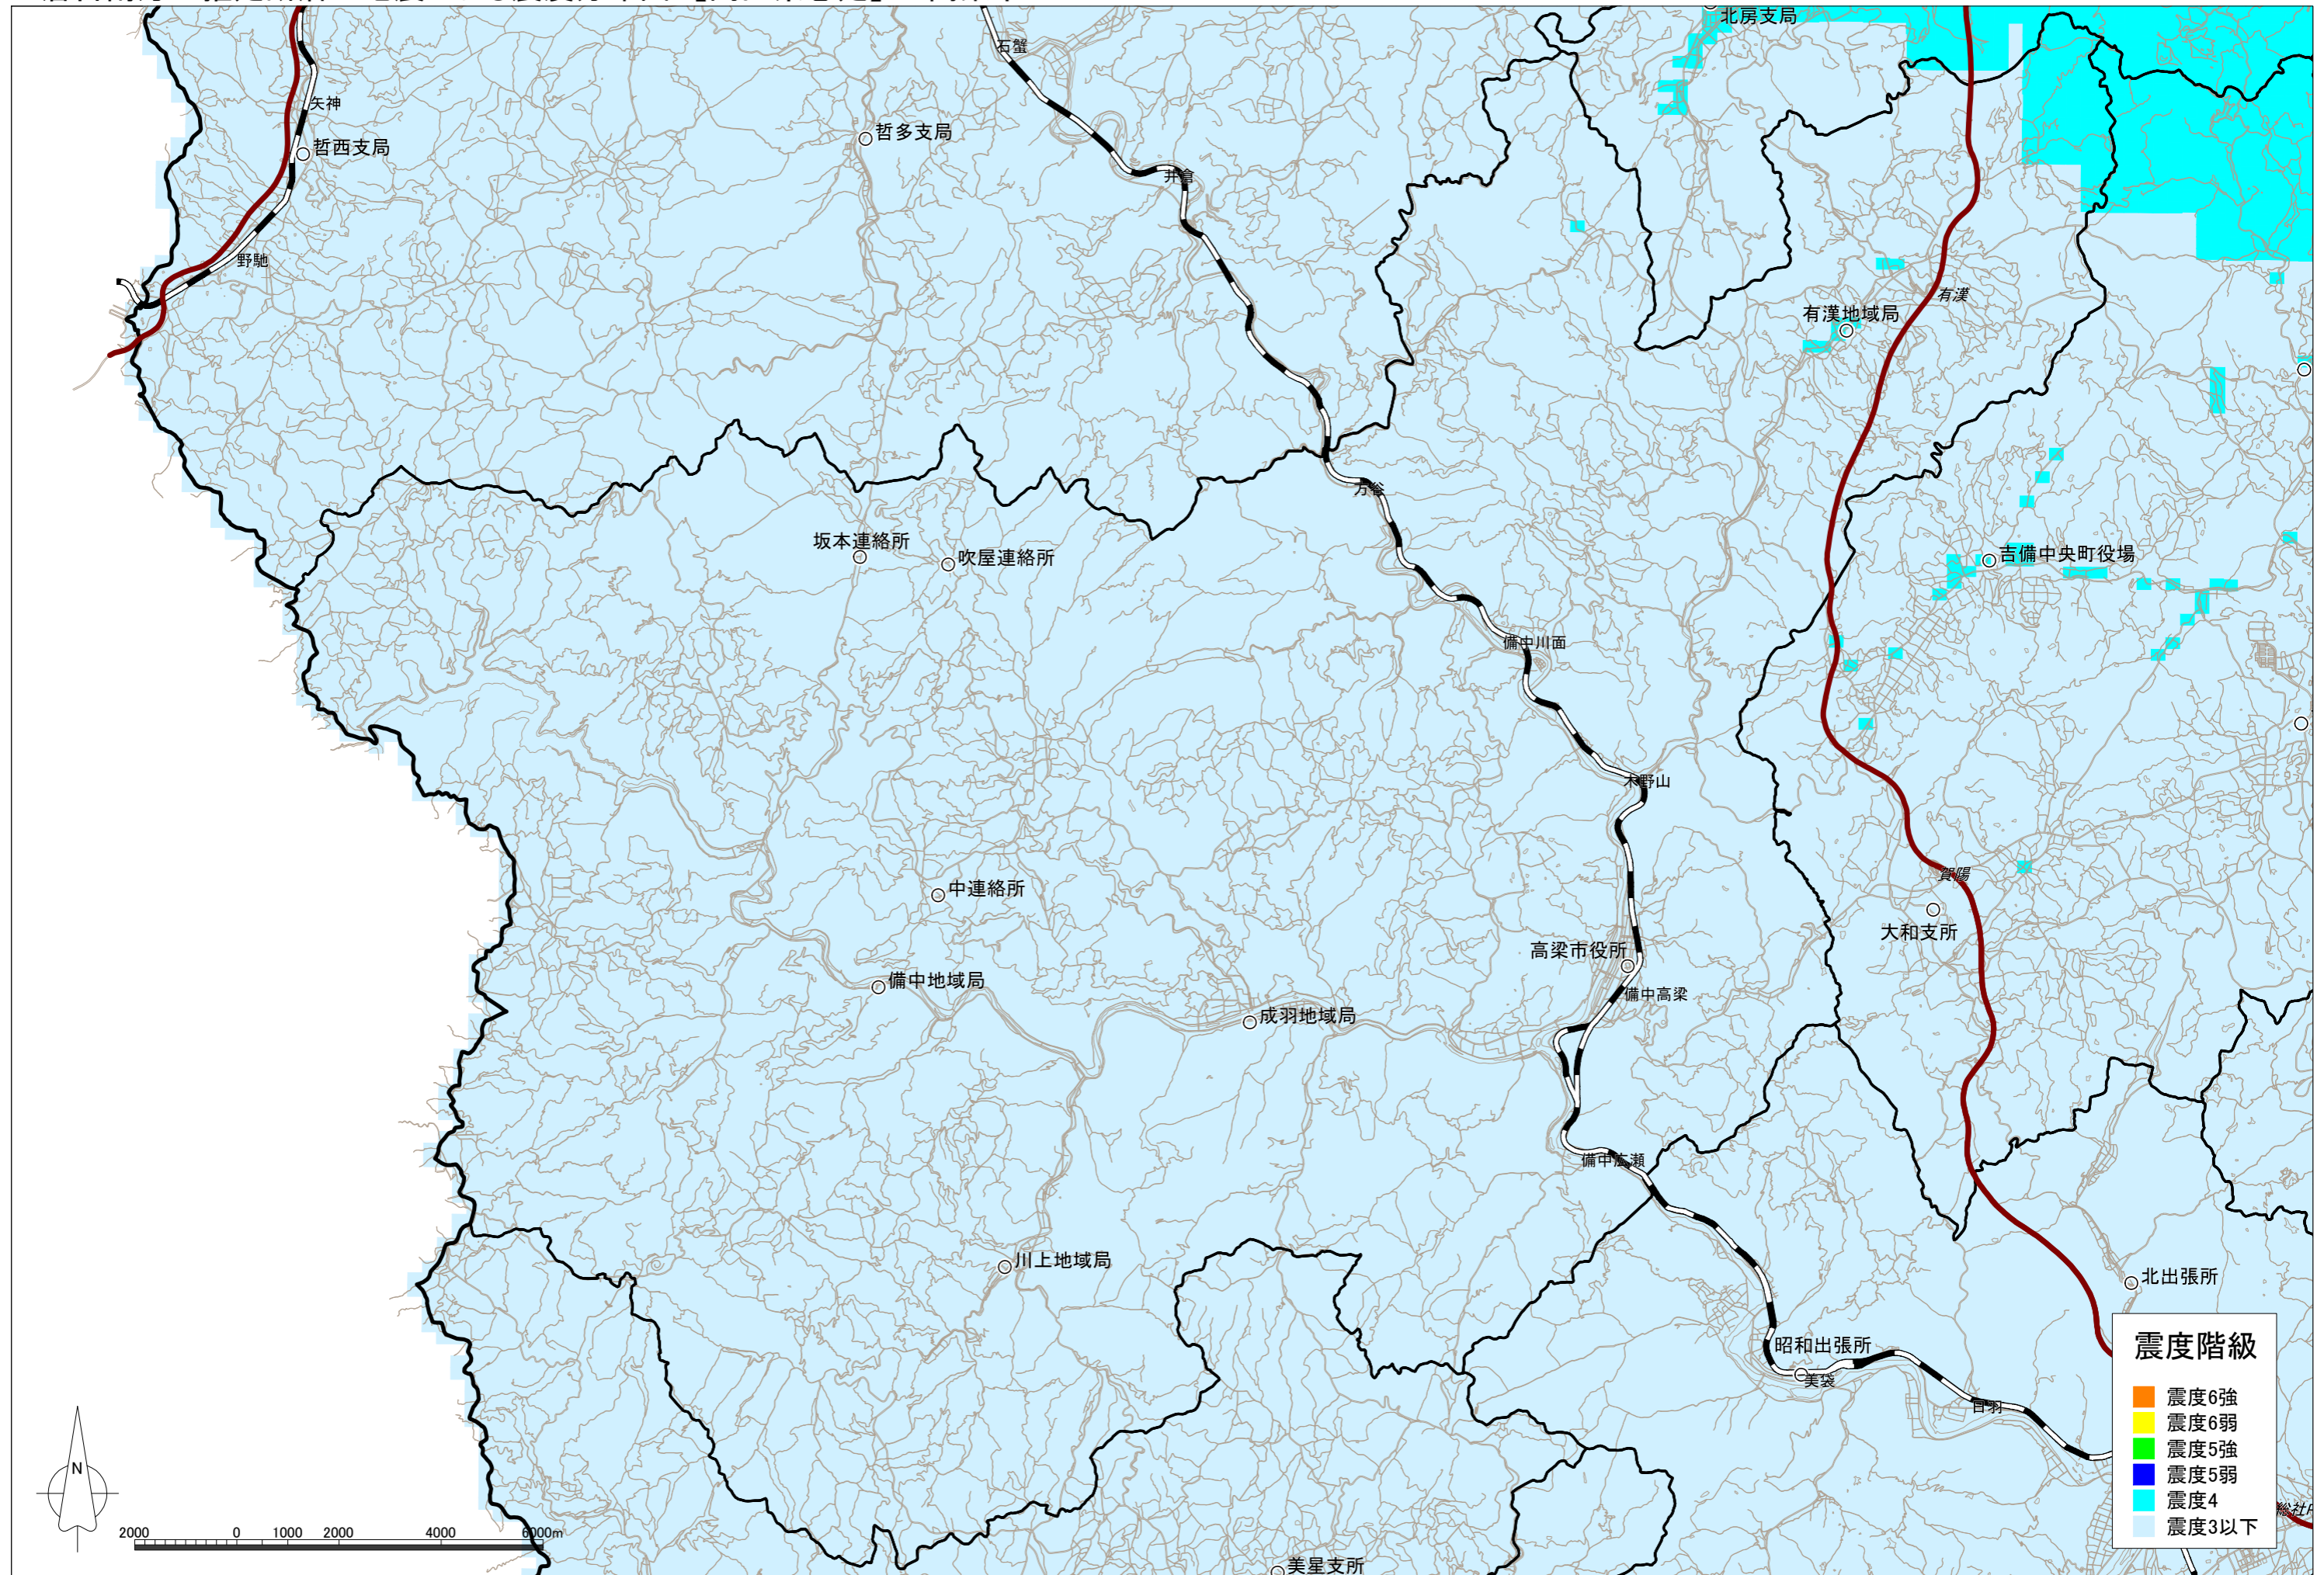 北房支局
石蟹
矢神
哲西支局
哲多支局
井倉
野馳
有漢
有漢地域局
方谷
坂本連絡所
吹屋連絡所
吉備中央町役場
備中川面
木野山
賀陽
中連絡所
大和支所
高梁市役所
備中地域局
備中高梁
成羽地域局
備中広瀬
川上地域局
北出張所
昭和出張所
美袋
日羽
美星支所
震度階級
震度6強
震度6弱
震度5強
震度5弱
震度4
震度3以下
N
2000 0 1000 2000 4000 6000m